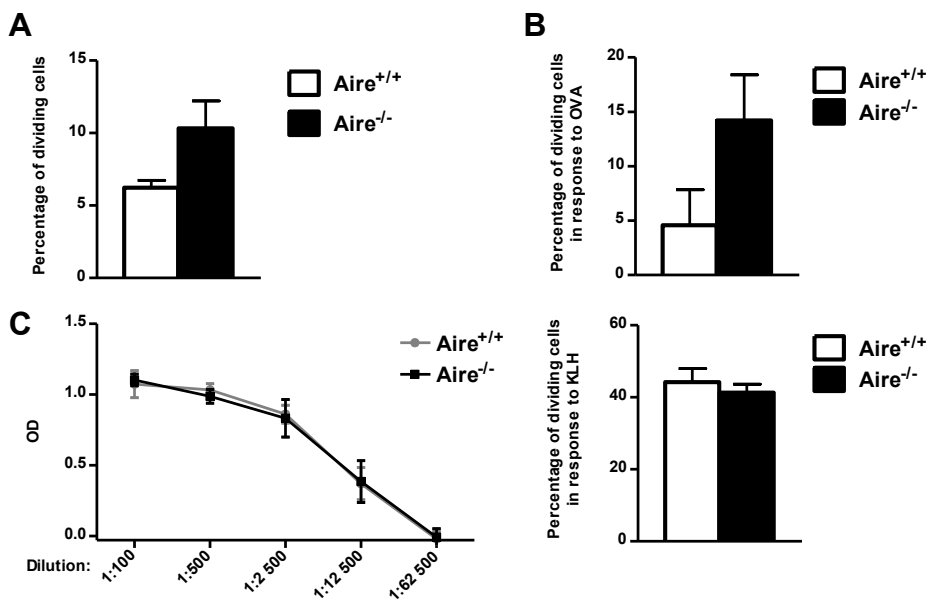 A
Percentage of dividing cells
15
10
5
0
Aire+/+
Aire-/-
B
Percentage of dividing cells
in response to OVA
20
15
10
5
0
Aire+/+
Aire-/-
C
OD
1.5
1.0
0.5
0.0
Aire+/+
Aire-/-
Dilution:
1:100
1:500
1:2 500
1:12 500
1:62 500
Percentage of dividing cells
in response to KLH
60
40
20
0
Aire+/+
Aire-/-